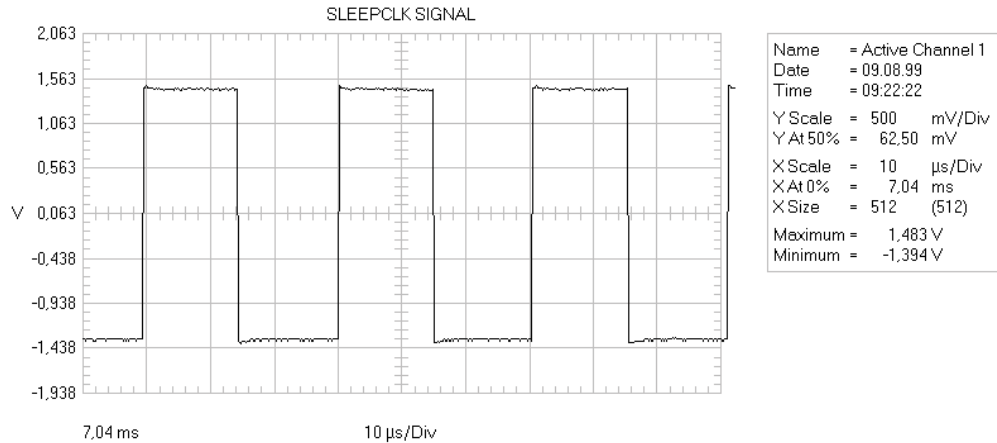 SLEEPCLK SIGNAL
2,063
1,563
1,063
0,563
V 0,063
-0,438
-0,938
-1,438
-1,938
7,04 ms 10 µs/Div
Name = Active Channel 1
Date = 09.08.99
Time = 09:22:22
Y Scale = 500 mV/Div
Y At 50% = 62,50 mV
X Scale = 10 µs/Div
X At 0% = 7,04 ms
X Size = 512 (512)
Maximum = 1,483 V
Minimum = -1,394 V